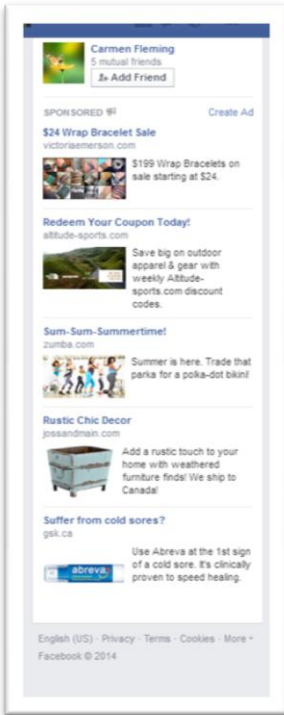 Carmen Fleming
5 mutual friends
Add Friend
SPONSORED
Create Ad
$24 Wrap Bracelet Sale
victoriaemerson.com
$199 Wrap Bracelets on
sale starting at $24.
Redeem Your Coupon Today!
altitude-sports.com
Save big on outdoor
apparel & gear with
weekly Altitude-
sports.com discount
codes.
Sum-Sum-Summertime!
zumba.com
Summer is here. Trade that
parka for a polka-dot bikini!
Rustic Chic Decor
jossandmain.com
Add a rustic touch to your
home with weathered
furniture finds! We ship to
Canada!
Suffer from cold sores?
gsk.ca
Use Abreva at the 1st sign
of a cold sore. It's clinically
proven to speed healing.
abreva
English (US) · Privacy · Terms · Cookies · More
Facebook © 2014